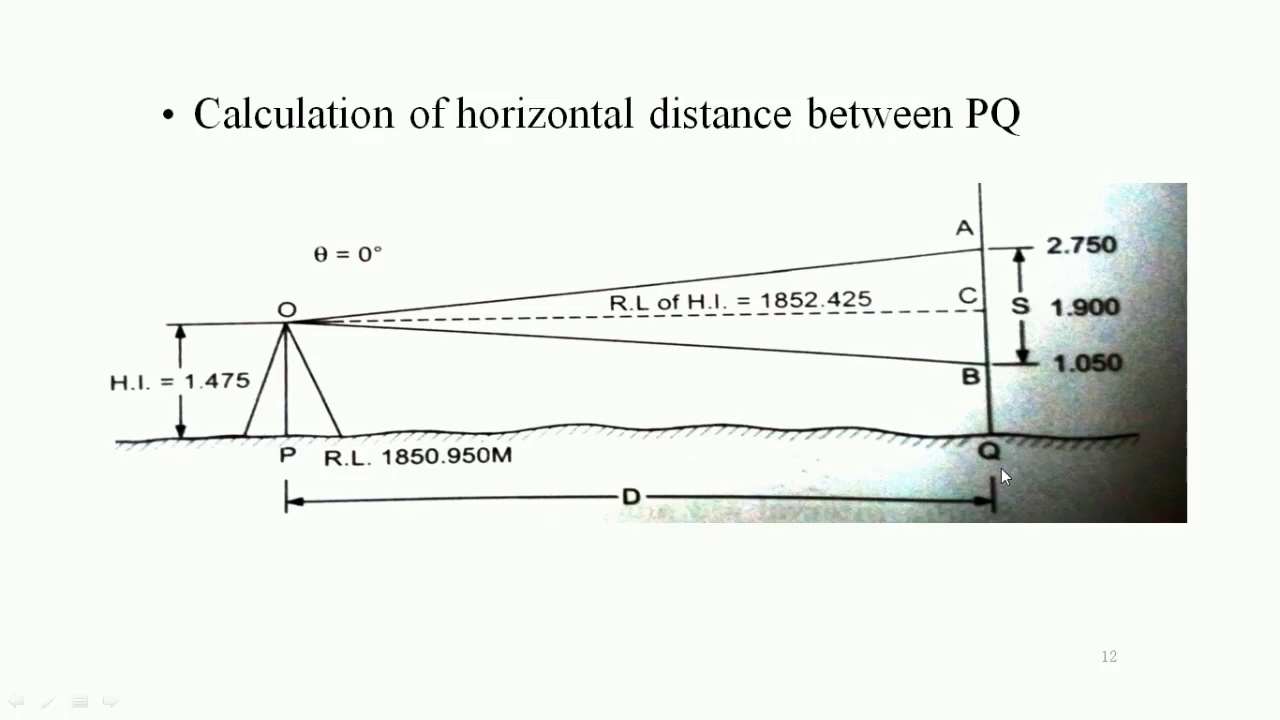 • Calculation of horizontal distance between PQ
A
2.750
θ = 0°
R.L of H.I. = 1852.425
C
S
1.900
O
1.050
H.I. = 1.475
B
P
R.L. 1850.950M
Q
D
12